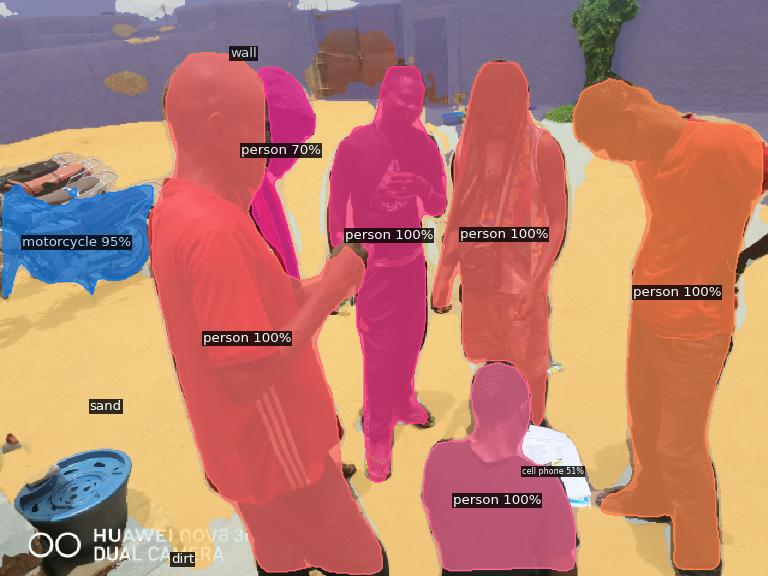 wall
person 70%
person 100%
person 100%
motorcycle 95%
person 100%
person 100%
sand
cell phone 51%
person 100%
HUAWEI nova 3i
DUAL CAMERA
dirt